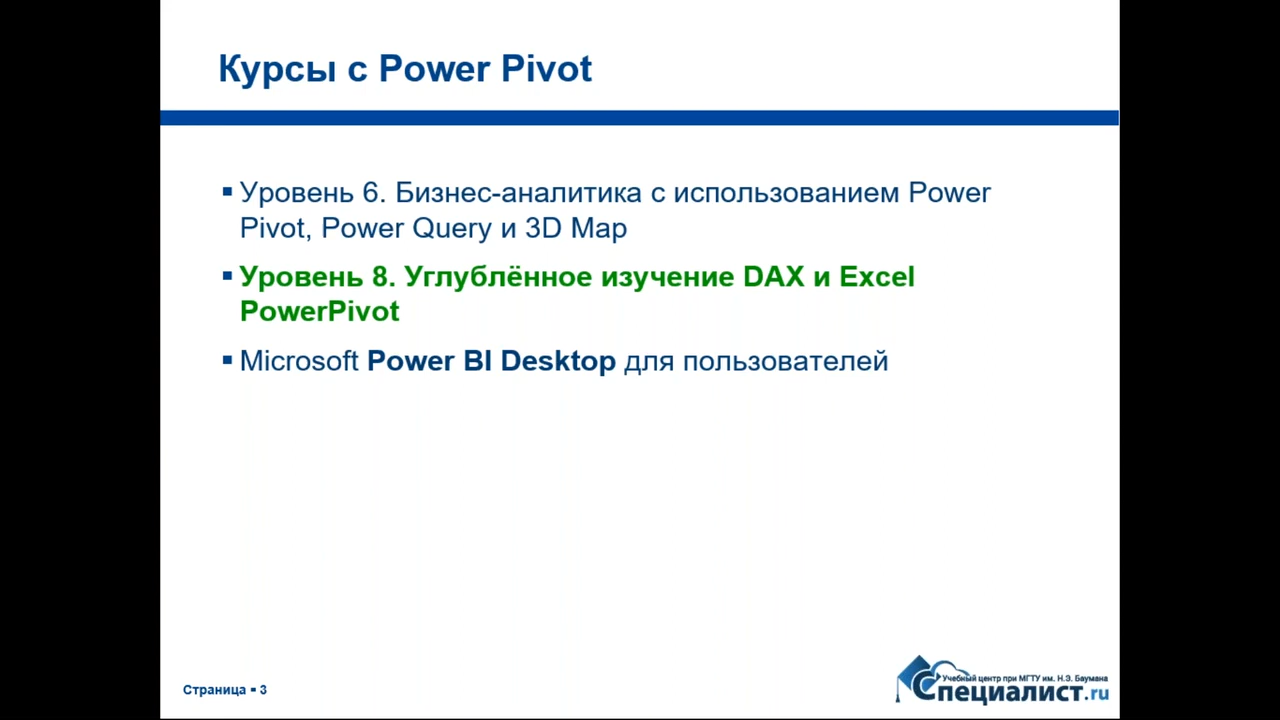 Курсы с Power Pivot
▪ Уровень 6. Бизнес-аналитика с использованием Power
Pivot, Power Query и 3D Map
▪ Уровень 8. Углублённое изучение DAX и Excel
PowerPivot
▪ Microsoft Power BI Desktop для пользователей
Страница ▪ 3
Учебный центр при МГТУ им. Н.Э. Баумана
Специалист.ru